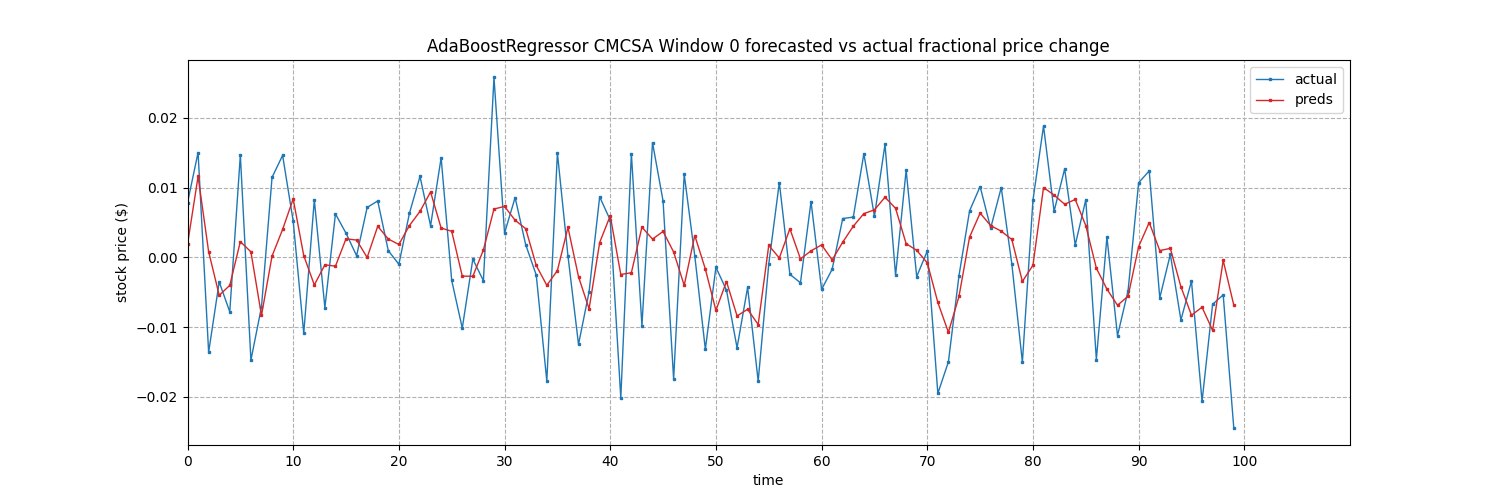 AdaBoostRegressor CMCSA Window 0 forecasted vs actual fractional price change
actual
preds
0.02
0.01
0.00
−0.01
−0.02
stock price ($)
0 10 20 30 40 50 60 70 80 90 100
time